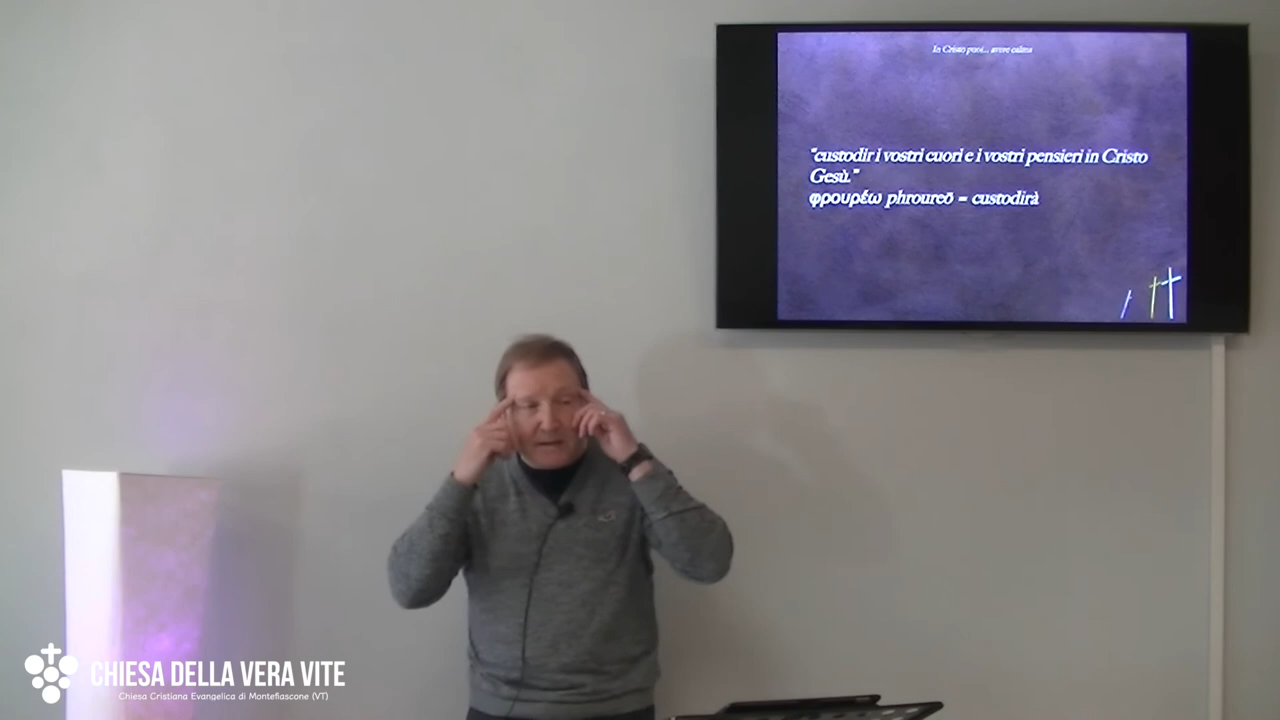 In Cristo puoi... avere calma
"custodir i vostri cuori e i vostri pensieri in Cristo
Gesù."
φρουρέω phroureō = custodirà
CHIESA DELLA VERA VITE
Chiesa Cristiana Evangelica di Montefiascone (VT)